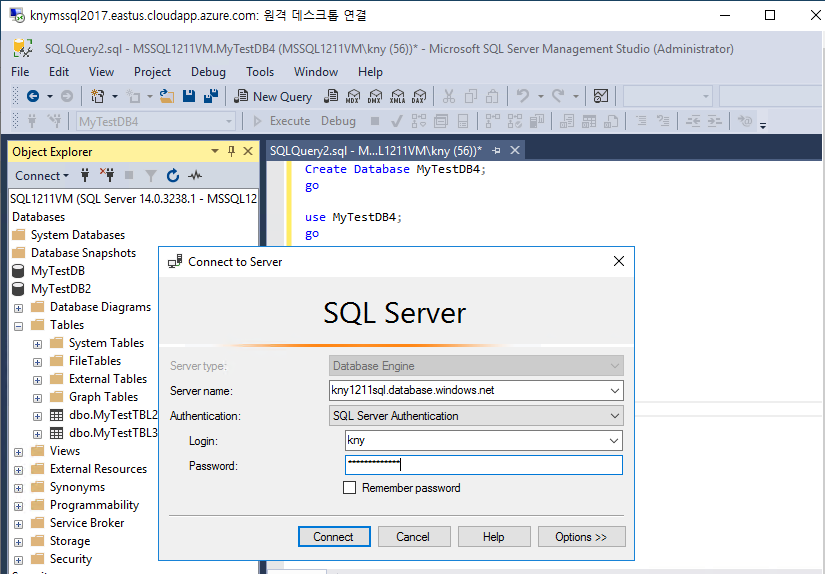 knymssql2017.eastus.cloudapp.azure.com: 원격 데스크톱 연결
SQLQuery2.sql - MSSQL1211VM.MyTestDB4 (MSSQL1211VM\kny (56))* - Microsoft SQL Server Management Studio (Administrator)
File Edit View Project Debug Tools Window Help
New Query MDX DMX XMLA DAX
MyTestDB4 Execute Debug
Object Explorer
SQLQuery2.sql - M...L1211VM\kny (56))*
Connect
Create Database MyTestDB4;
go
use MyTestDB4;
go
SQL1211VM (SQL Server 14.0.3238.1 - MSSQL12
Databases
System Databases
Database Snapshots
MyTestDB
MyTestDB2
Database Diagrams
Tables
System Tables
FileTables
External Tables
Graph Tables
dbo.MyTestTBL2
dbo.MyTestTBL3
Views
External Resources
Synonyms
Programmability
Service Broker
Storage
Security
Connect to Server
SQL Server
Server type: Database Engine
Server name: kny1211sql.database.windows.net
Authentication: SQL Server Authentication
Login: kny
Password: *************
Remember password
Connect Cancel Help Options >>